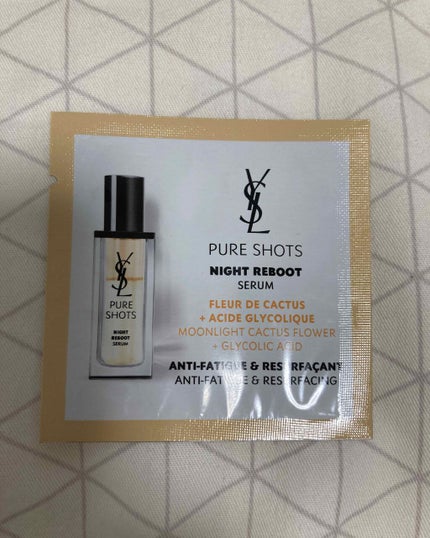 YSL
PURE SHOTS
NIGHT REBOOT
SERUM
FLEUR DE CACTUS
+ ACIDE GLYCOLIQUE
MOONLIGHT CACTUS FLOWER
+ GLYCOLIC ACID
ANTI-FATIGUE & RESURFAÇANT
ANTI-FATIGUE & RESURFACING
YSL
PURE
SHOTS
NIGHT
REBOOT
SERUM